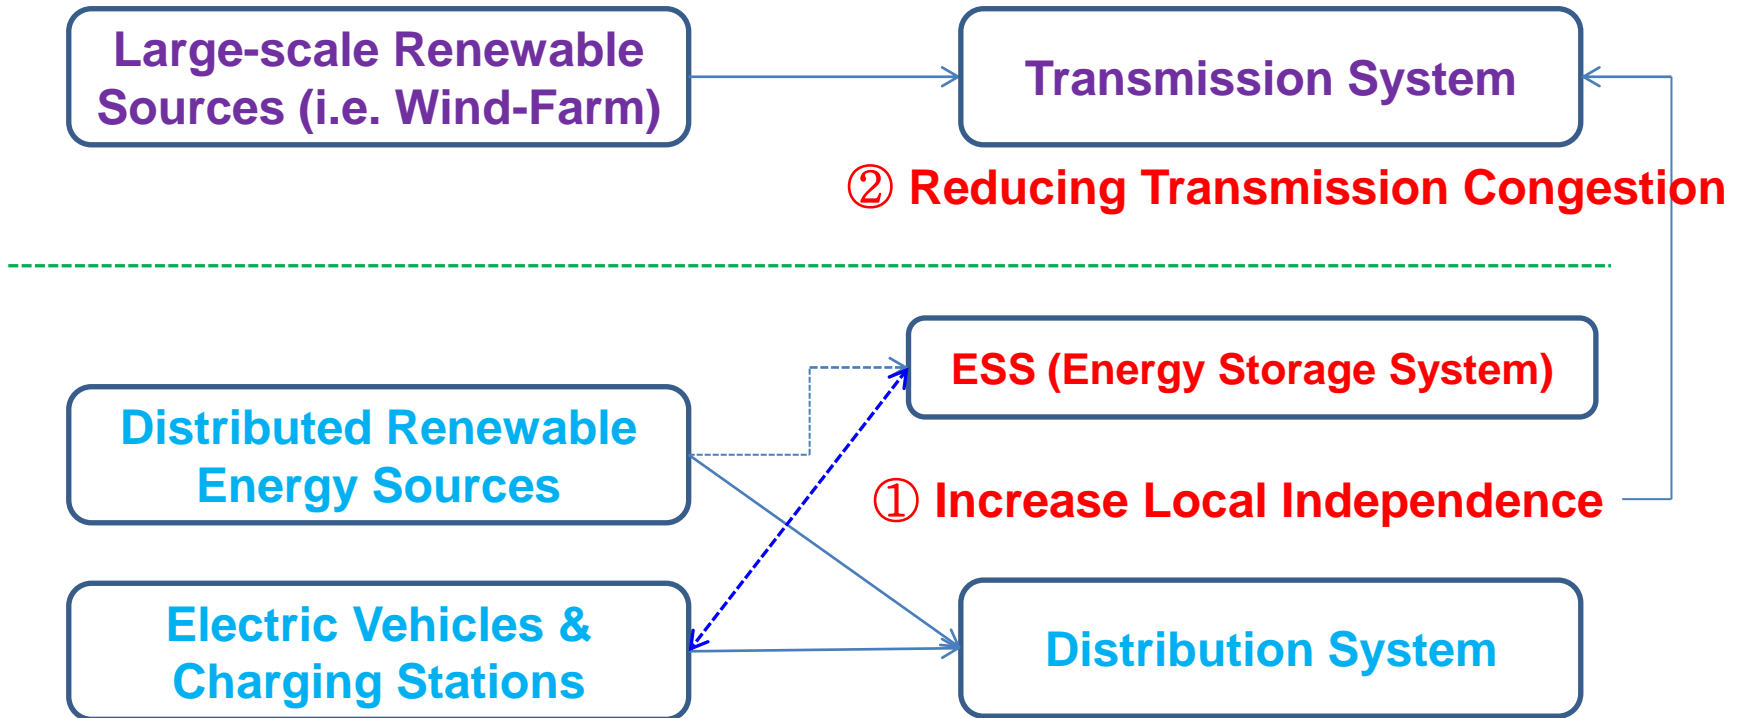 Large-scale Renewable
Sources (i.e. Wind-Farm)
Transmission System
② Reducing Transmission Congestion
ESS (Energy Storage System)
Distributed Renewable
Energy Sources
① Increase Local Independence
Electric Vehicles &
Charging Stations
Distribution System